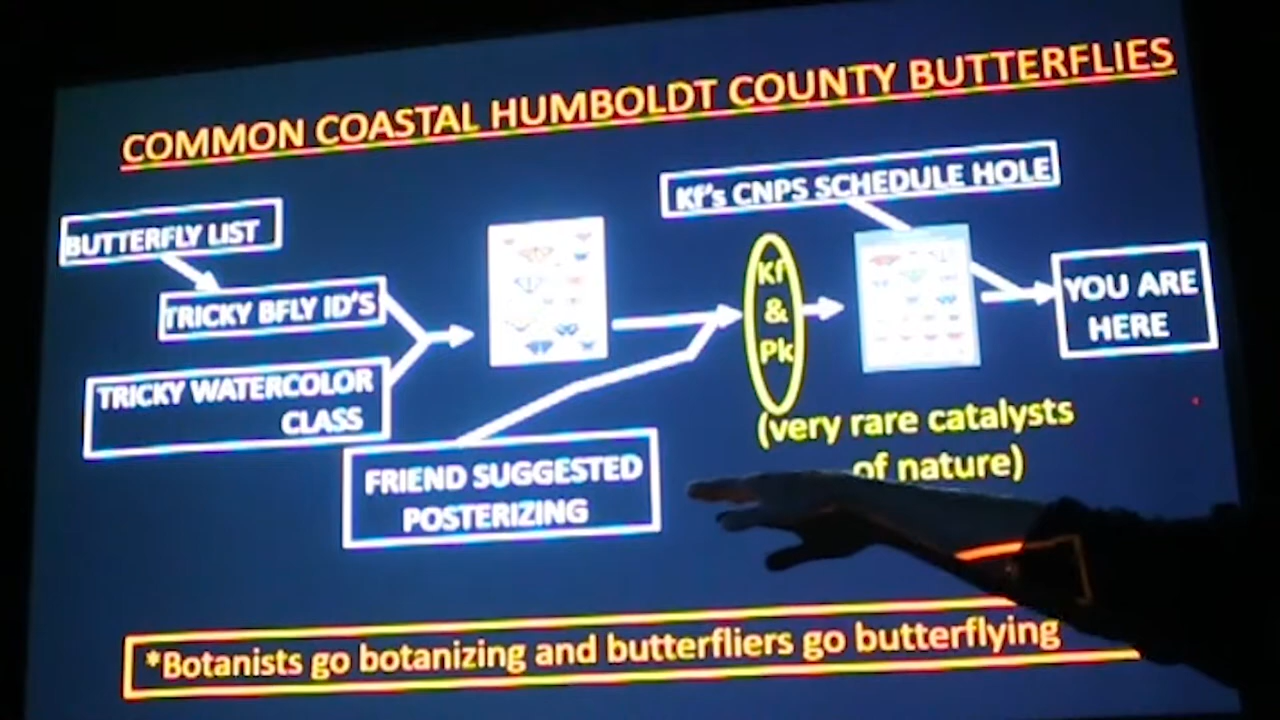 COMMON COASTAL HUMBOLDT COUNTY BUTTERFLIES
Kf's CNPS SCHEDULE HOLE
BUTTERFLY LIST
TRICKY BFLY ID'S
Kf
&
Pk
YOU ARE
HERE
TRICKY WATERCOLOR
CLASS
(very rare catalysts
of nature)
FRIEND SUGGESTED
POSTERIZING
*Botanists go botanizing and butterfliers go butterflying